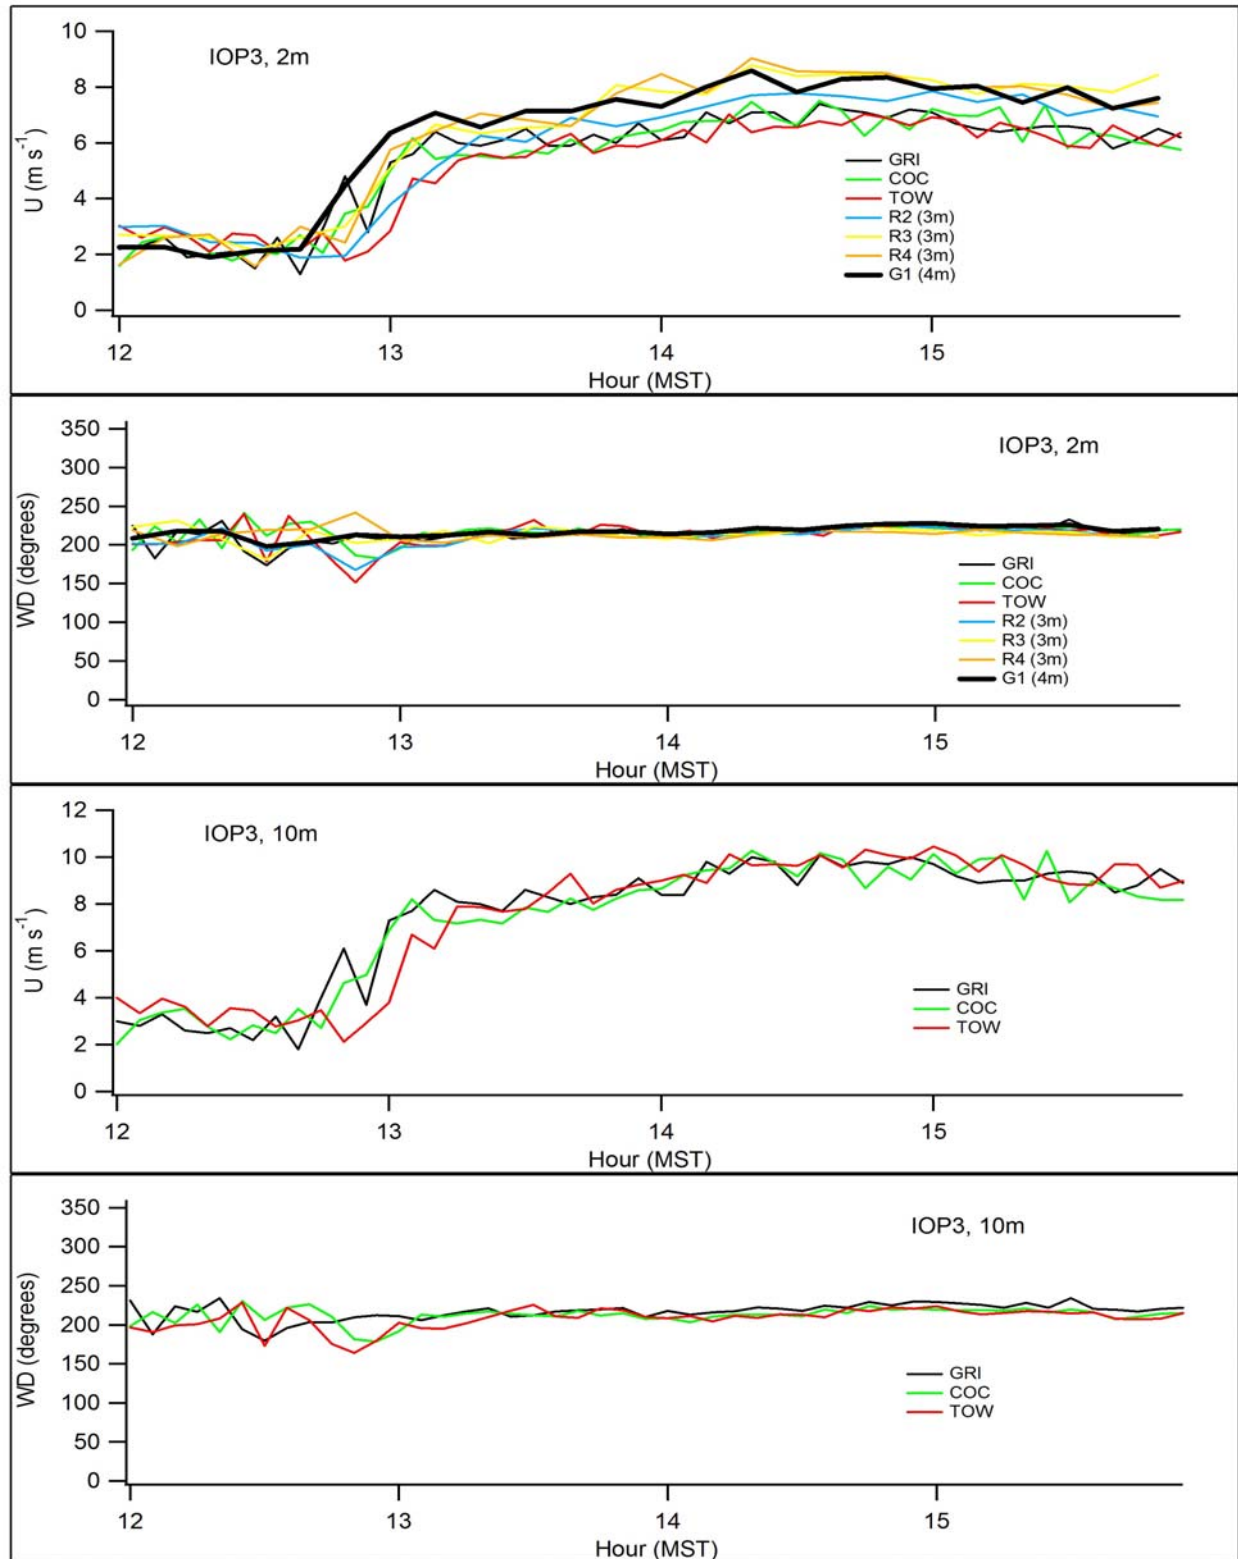 IOP3, 2m
10
8
6
4
2
0
U (m s⁻¹)
GRI
COC
TOW
R2 (3m)
R3 (3m)
R4 (3m)
G1 (4m)
12 13 14 15
Hour (MST)
IOP3, 2m
350
300
250
200
150
100
50
0
WD (degrees)
GRI
COC
TOW
R2 (3m)
R3 (3m)
R4 (3m)
G1 (4m)
12 13 14 15
Hour (MST)
IOP3, 10m
12
10
8
6
4
2
0
U (m s⁻¹)
GRI
COC
TOW
12 13 14 15
Hour (MST)
IOP3, 10m
350
300
250
200
150
100
50
0
WD (degrees)
GRI
COC
TOW
12 13 14 15
Hour (MST)